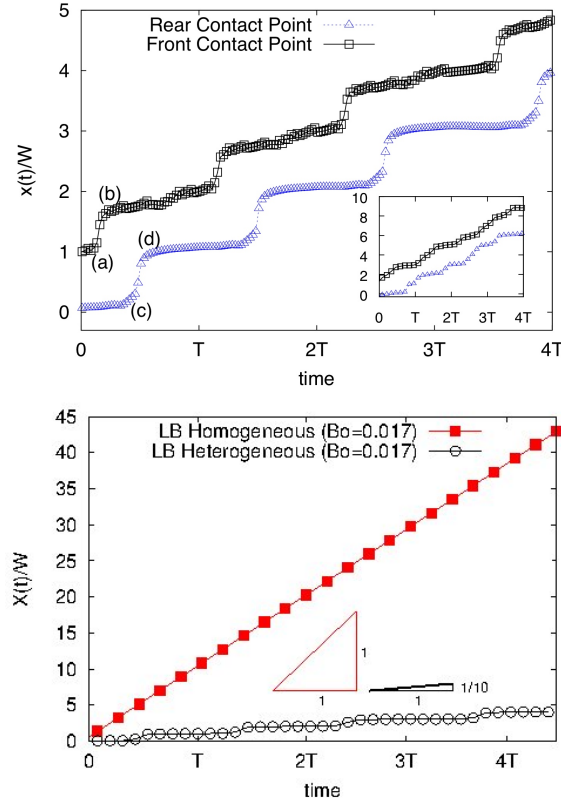 Rear Contact Point
Front Contact Point
5
4
3
2
1
0
x(t)/W
(b)
(a)
(d)
(c)
10
8
6
4
2
0
0 T 2T 3T 4T
0 T 2T 3T 4T
time
LB Homogeneous (Bo=0.017)
LB Heterogeneous (Bo=0.017)
45
40
35
30
25
20
15
10
5
0
X(t)/W
1
1
1/10
1
0 T 2T 3T 4T
time